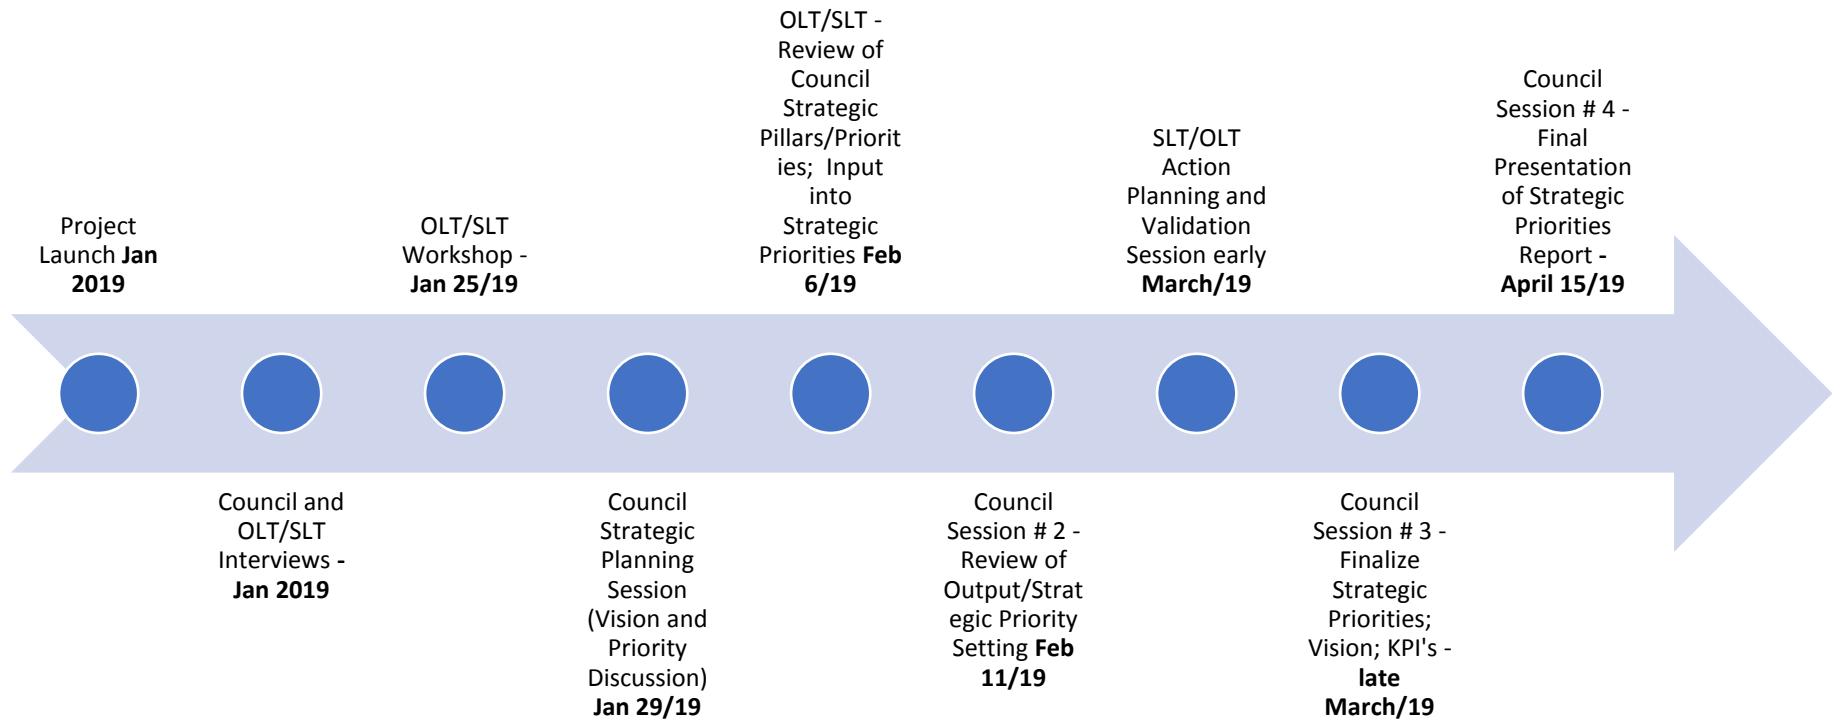 Project
Launch Jan
2019
Council and
OLT/SLT
Interviews -
Jan 2019
OLT/SLT
Workshop -
Jan 25/19
Council
Strategic
Planning
Session
(Vision and
Priority
Discussion)
Jan 29/19
OLT/SLT -
Review of
Council
Strategic
Pillars/Priorit
ies;  Input
into
Strategic
Priorities Feb
6/19
Council
Session # 2 -
Review of
Output/Strat
egic Priority
Setting Feb
11/19
SLT/OLT
Action
Planning and
Validation
Session early
March/19
Council
Session # 3 -
Finalize
Strategic
Priorities;
Vision; KPI's -
late
March/19
Council
Session # 4 -
Final
Presentation
of Strategic
Priorities
Report -
April 15/19